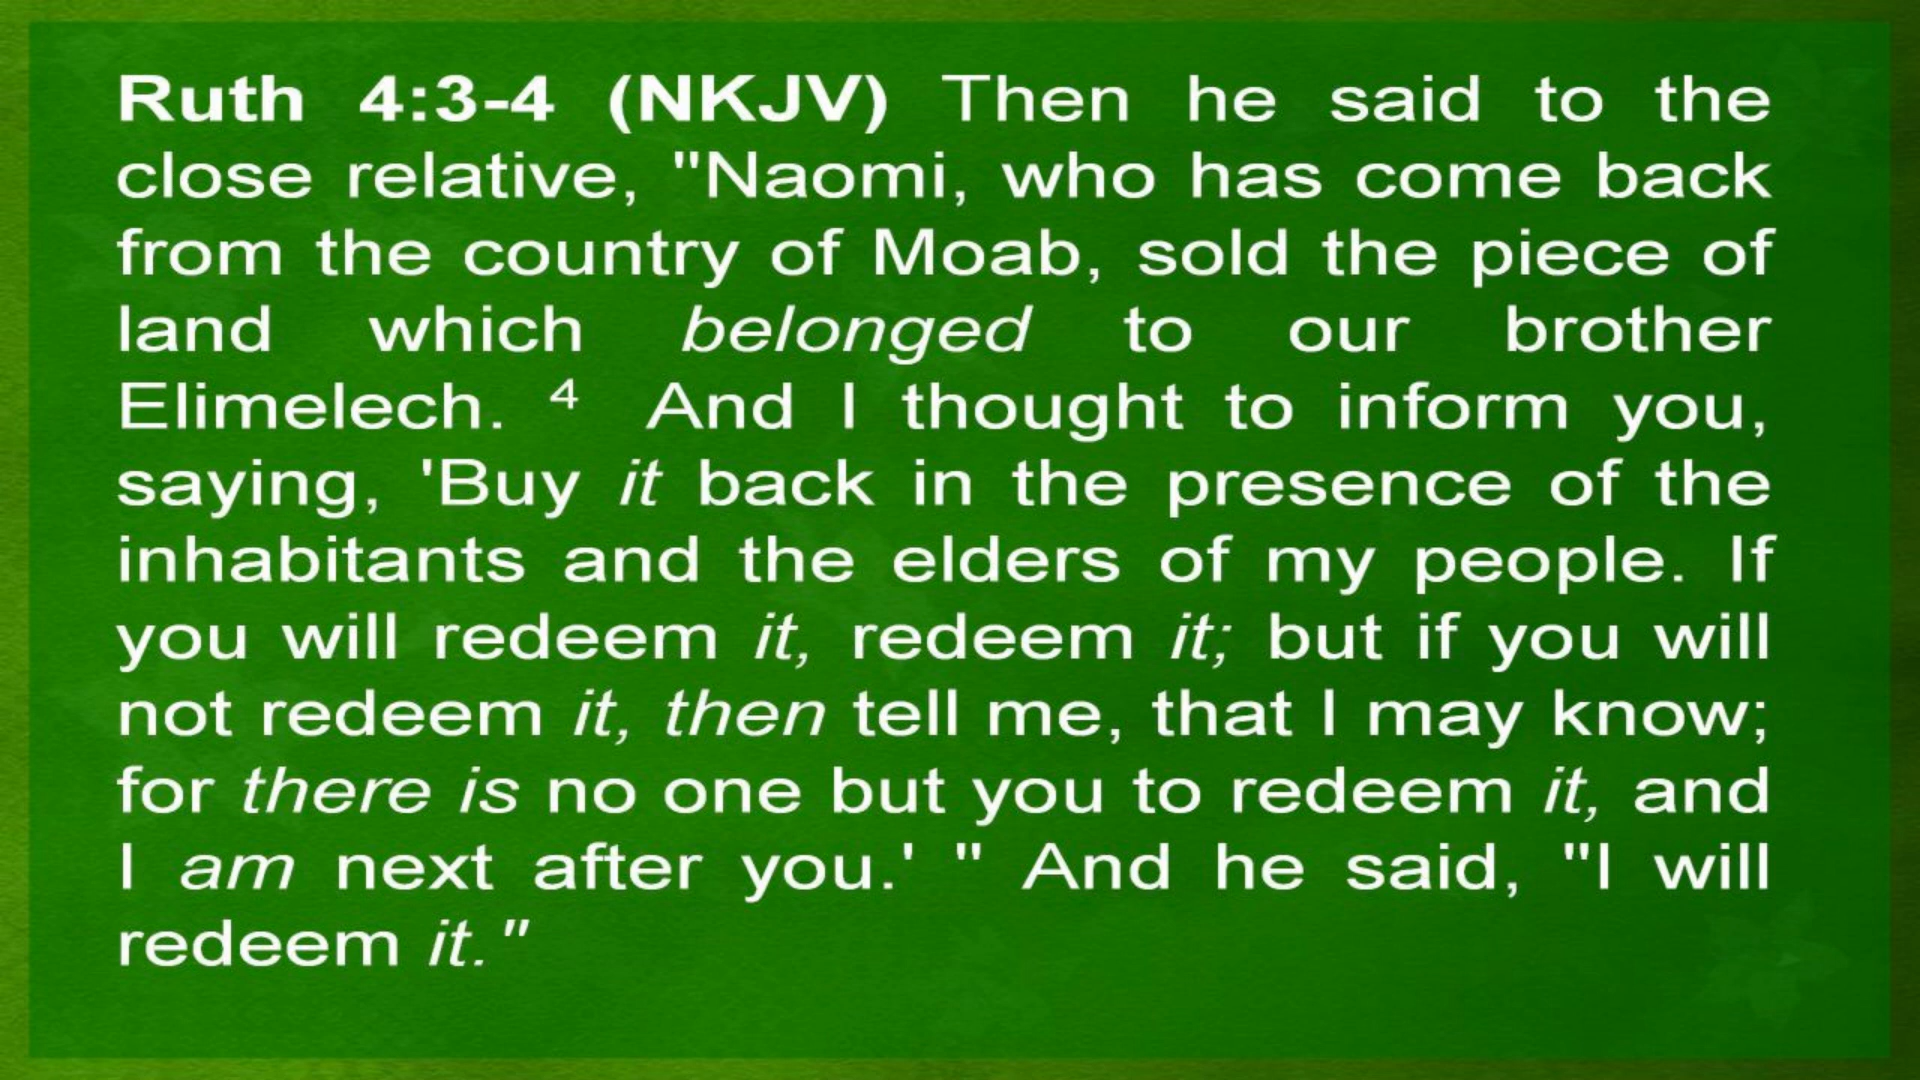 Ruth 4:3-4 (NKJV) Then he said to the
close relative, "Naomi, who has come back
from the country of Moab, sold the piece of
land which belonged to our brother
Elimelech. 4 And I thought to inform you,
saying, 'Buy it back in the presence of the
inhabitants and the elders of my people. If
you will redeem it, redeem it; but if you will
not redeem it, then tell me, that I may know;
for there is no one but you to redeem it, and
I am next after you.' " And he said, "I will
redeem it."